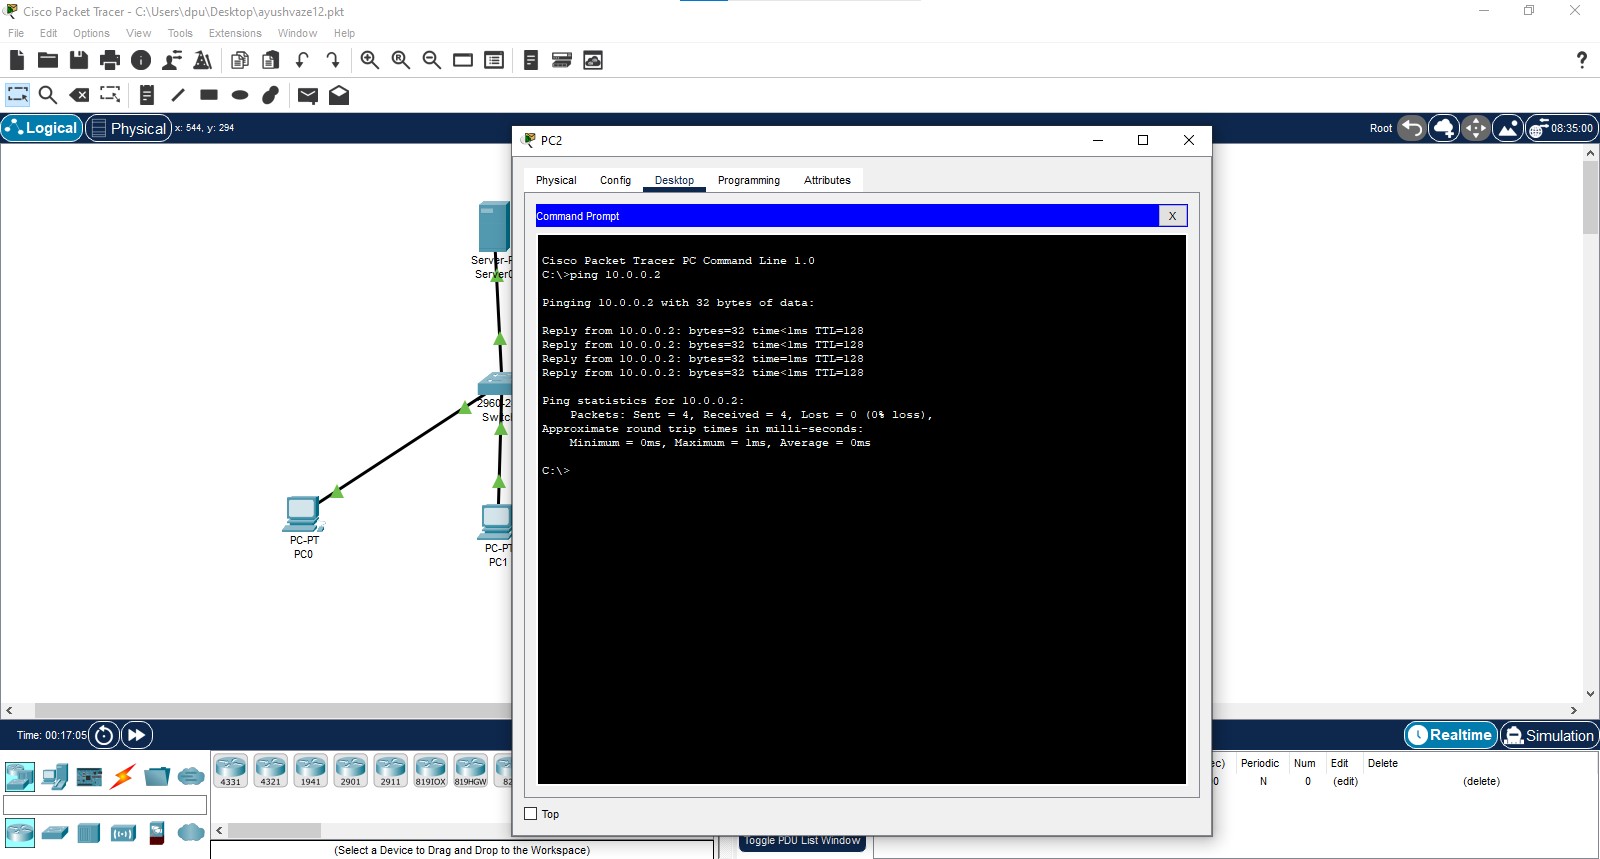 Cisco Packet Tracer - C:\Users\dpu\Desktop\ayushvaze12.pkt
File Edit Options View Tools Extensions Window Help
?
Logical Physical x: 544, y: 294 Root 08:35:00
PC2
Physical Config Desktop Programming Attributes
Command Prompt X
Cisco Packet Tracer PC Command Line 1.0
C:\>ping 10.0.0.2
Pinging 10.0.0.2 with 32 bytes of data:
Reply from 10.0.0.2: bytes=32 time<1ms TTL=128
Reply from 10.0.0.2: bytes=32 time<1ms TTL=128
Reply from 10.0.0.2: bytes=32 time=1ms TTL=128
Reply from 10.0.0.2: bytes=32 time<1ms TTL=128
Ping statistics for 10.0.0.2:
Packets: Sent = 4, Received = 4, Lost = 0 (0% loss),
Approximate round trip times in milli-seconds:
Minimum = 0ms, Maximum = 1ms, Average = 0ms
C:\>
Server-P
Server0
2960-2
Switc
PC-PT
PC0
PC-PT
PC1
Top
Time: 00:17:05 Realtime Simulation
4331 4321 1941 2901 2911 819IOX 819HGW 82
(Select a Device to Drag and Drop to the Workspace)
ec) Periodic Num Edit Delete
0 N 0 (edit) (delete)
Toggle PDU List Window